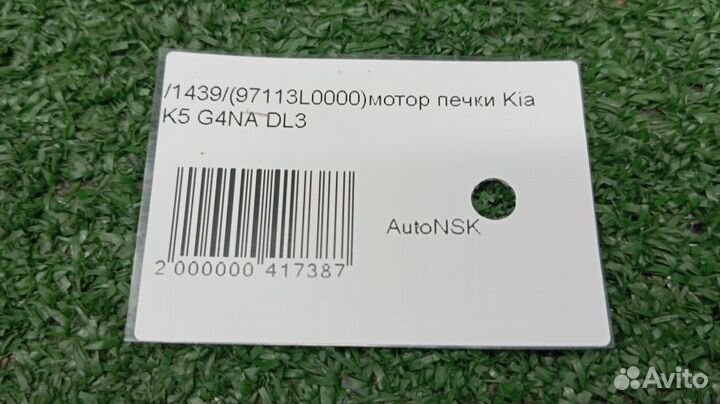 /1439/(97113L0000)мотор печки Kia
K5 G4NA DL3
AutoNSK
2 000000 417387
Avito